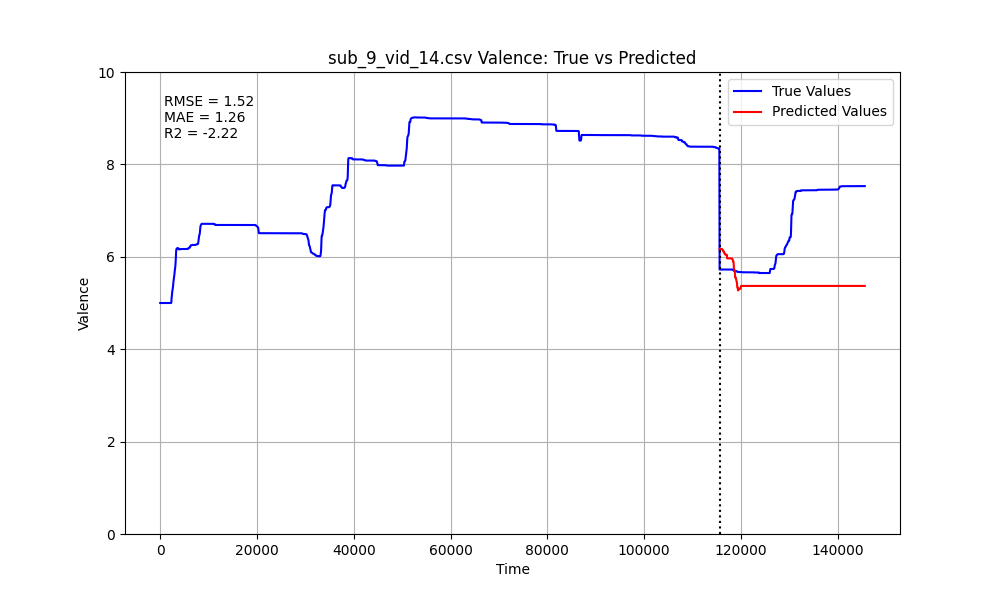 sub_9_vid_14.csv Valence: True vs Predicted
RMSE = 1.52
MAE = 1.26
R2 = -2.22
True Values
Predicted Values
10
8
6
4
2
0
Valence
0 20000 40000 60000 80000 100000 120000 140000
Time